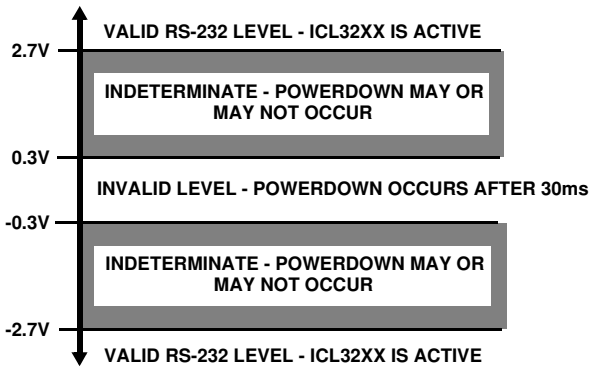 VALID RS-232 LEVEL - ICL32XX IS ACTIVE
2.7V
INDETERMINATE - POWERDOWN MAY OR
MAY NOT OCCUR
0.3V
INVALID LEVEL - POWERDOWN OCCURS AFTER 30ms
-0.3V
INDETERMINATE - POWERDOWN MAY OR
MAY NOT OCCUR
-2.7V
VALID RS-232 LEVEL - ICL32XX IS ACTIVE